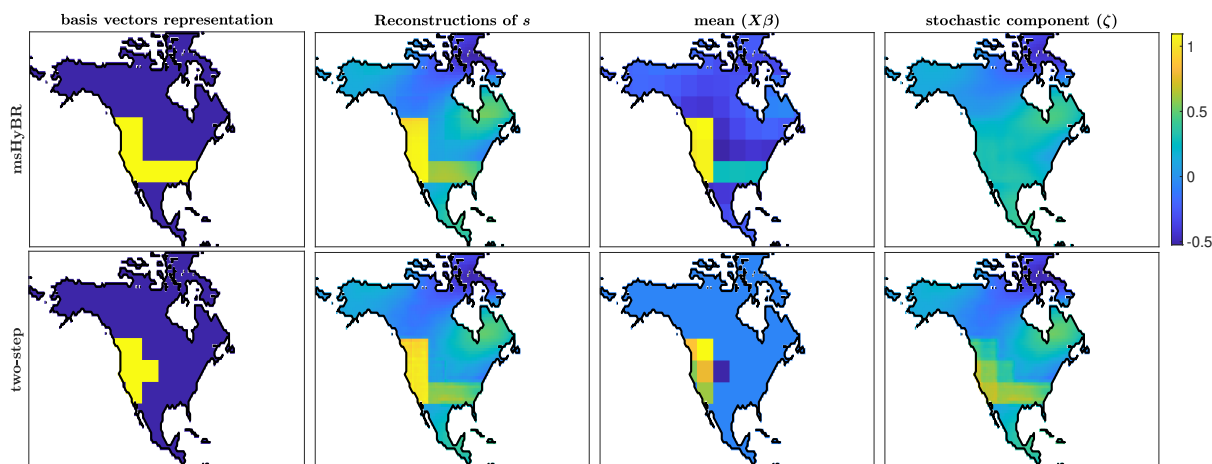 basis vectors representation
Reconstructions of s
mean (Xβ)
stochastic component (ζ)
msHyBR
two-step
1
0.5
0
-0.5